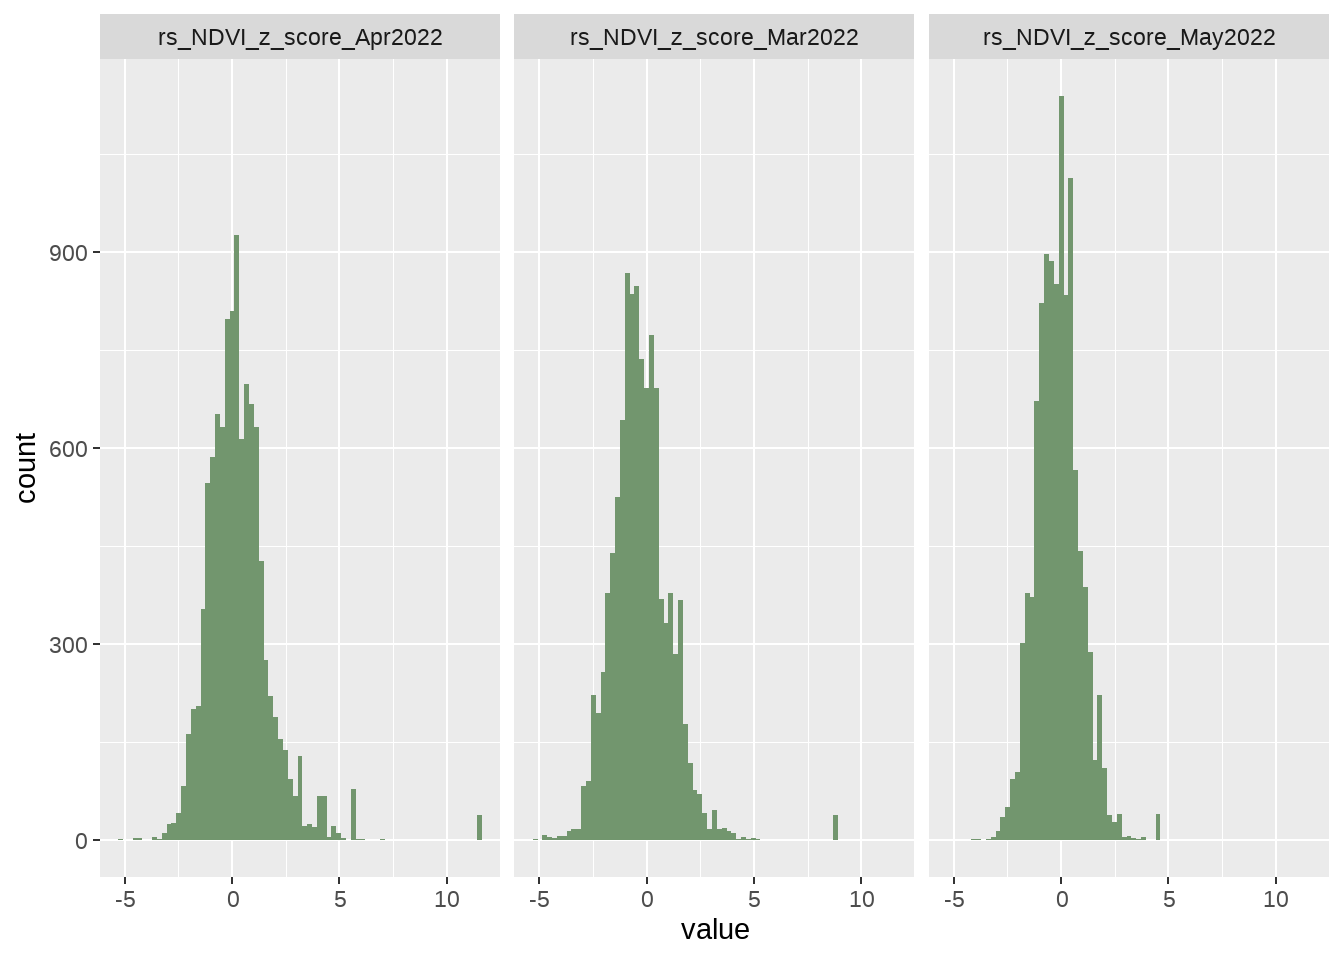 rs_NDVI_z_score_Apr2022 rs_NDVI_z_score_Mar2022 rs_NDVI_z_score_May2022
count
900
600
300
0
-5 0 5 10 -5 0 5 10 -5 0 5 10
value